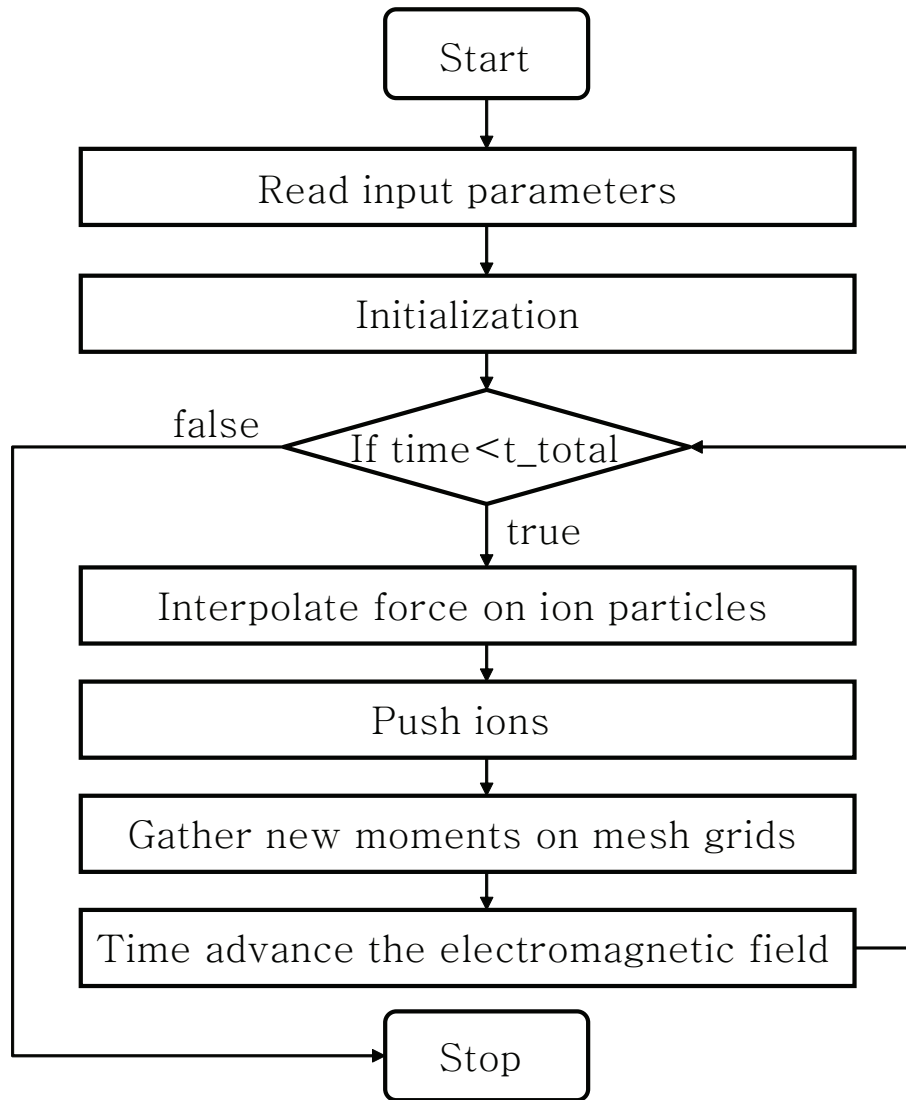 Start
Read input parameters
Initialization
false
If time<t_total
true
Interpolate force on ion particles
Push ions
Gather new moments on mesh grids
Time advance the electromagnetic field
Stop